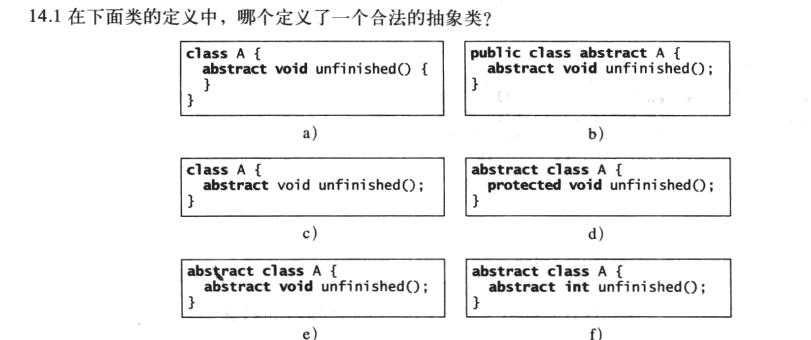 14.1 在下面类的定义中，哪个定义了一个合法的抽象类？
class A {
abstract void unfinished() {
}
}
a)
public class abstract A {
abstract void unfinished();
}
b)
class A {
abstract void unfinished();
}
c)
abstract class A {
protected void unfinished();
}
d)
abstract class A {
abstract void unfinished();
}
e)
abstract class A {
abstract int unfinished();
}
f)